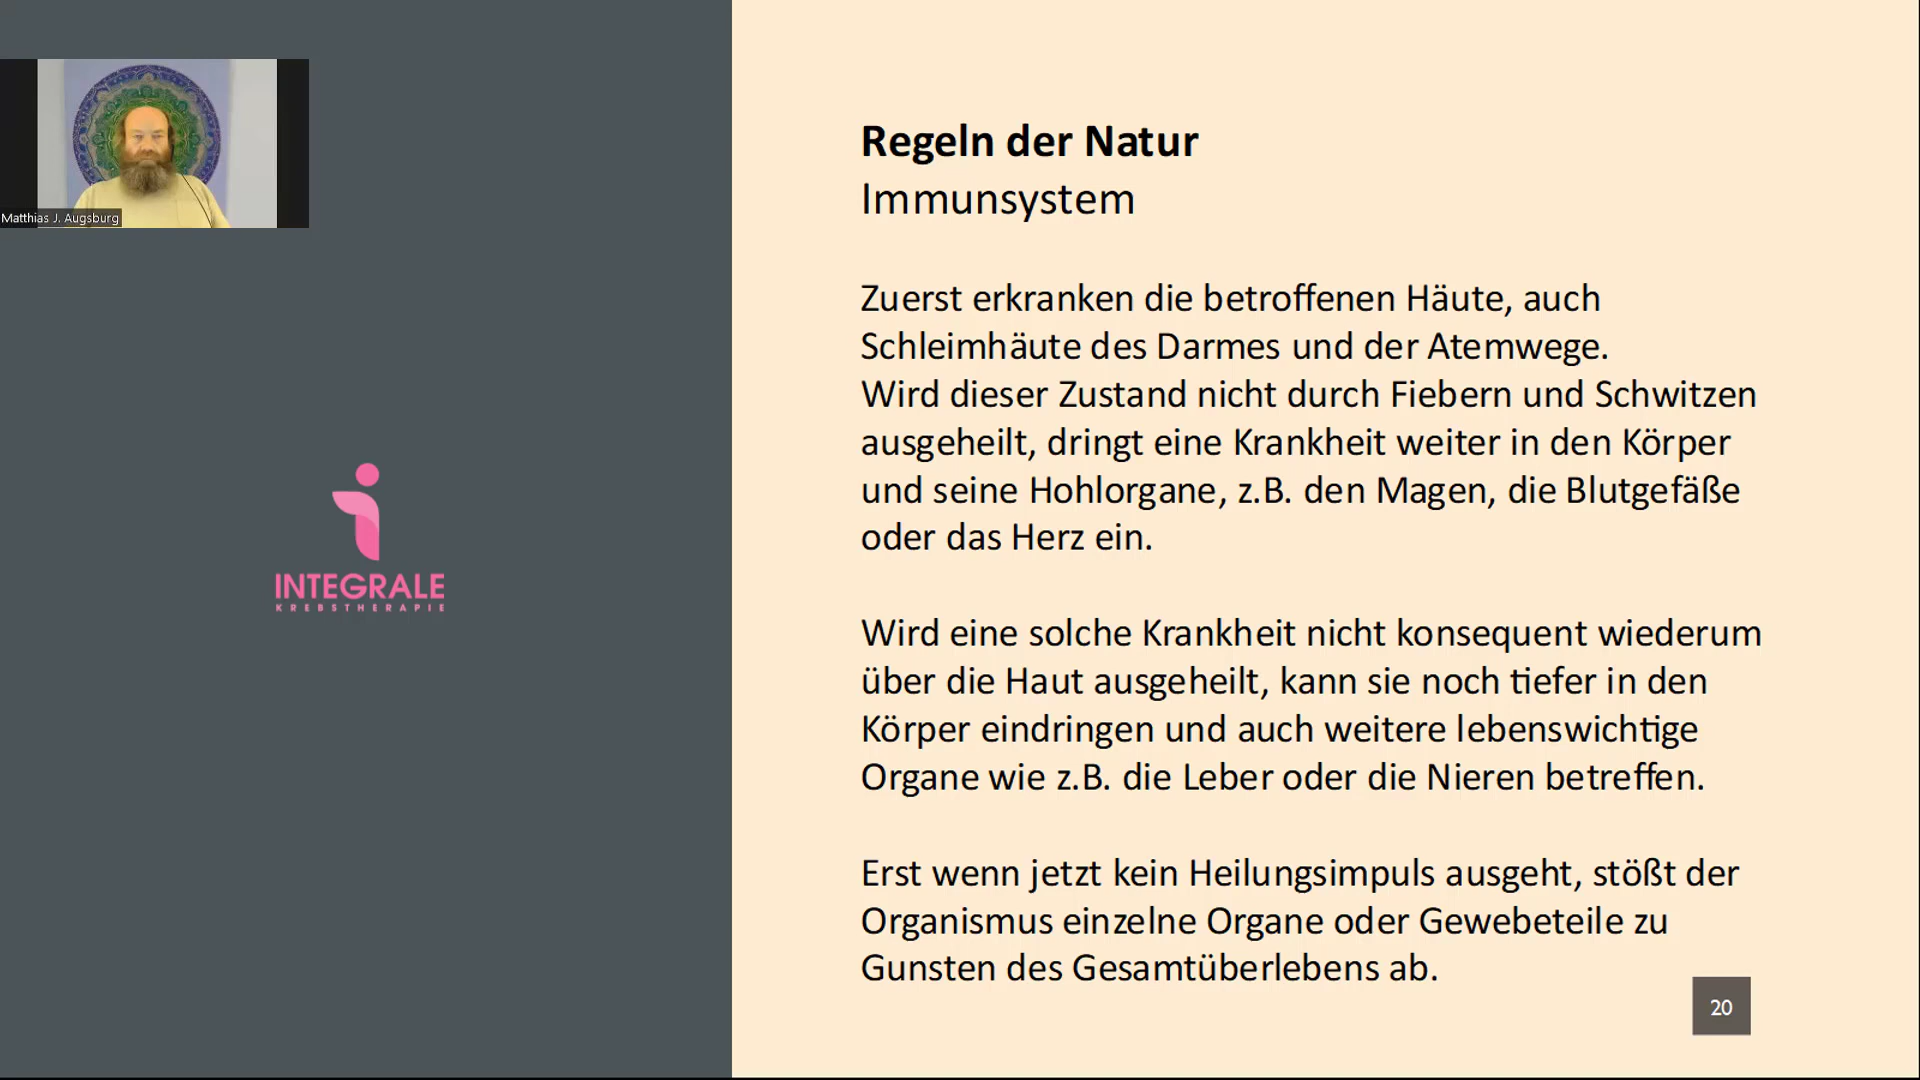 Matthias J. Augsburg
INTEGRALE
KREBSTHERAPIE
Regeln der Natur
Immunsystem
Zuerst erkranken die betroffenen Häute, auch
Schleimhäute des Darmes und der Atemwege.
Wird dieser Zustand nicht durch Fiebern und Schwitzen
ausgeheilt, dringt eine Krankheit weiter in den Körper
und seine Hohlorgane, z.B. den Magen, die Blutgefäße
oder das Herz ein.
Wird eine solche Krankheit nicht konsequent wiederum
über die Haut ausgeheilt, kann sie noch tiefer in den
Körper eindringen und auch weitere lebenswichtige
Organe wie z.B. die Leber oder die Nieren betreffen.
Erst wenn jetzt kein Heilungsimpuls ausgeht, stößt der
Organismus einzelne Organe oder Gewebeteile zu
Gunsten des Gesamtüberlebens ab.
20